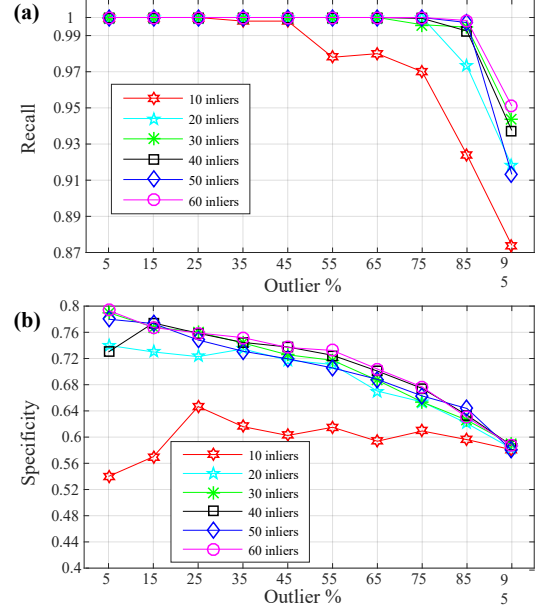 (a)
1
0.99
0.97
0.95
0.93
0.91
0.89
0.87
Recall
10 inliers
20 inliers
30 inliers
40 inliers
50 inliers
60 inliers
5 15 25 35 45 55 65 75 85 9
5
Outlier %
(b)
0.8
0.76
0.72
0.68
0.64
0.6
0.56
0.52
0.48
0.44
0.4
Specificity
10 inliers
20 inliers
30 inliers
40 inliers
50 inliers
60 inliers
5 15 25 35 45 55 65 75 85 9
5
Outlier %